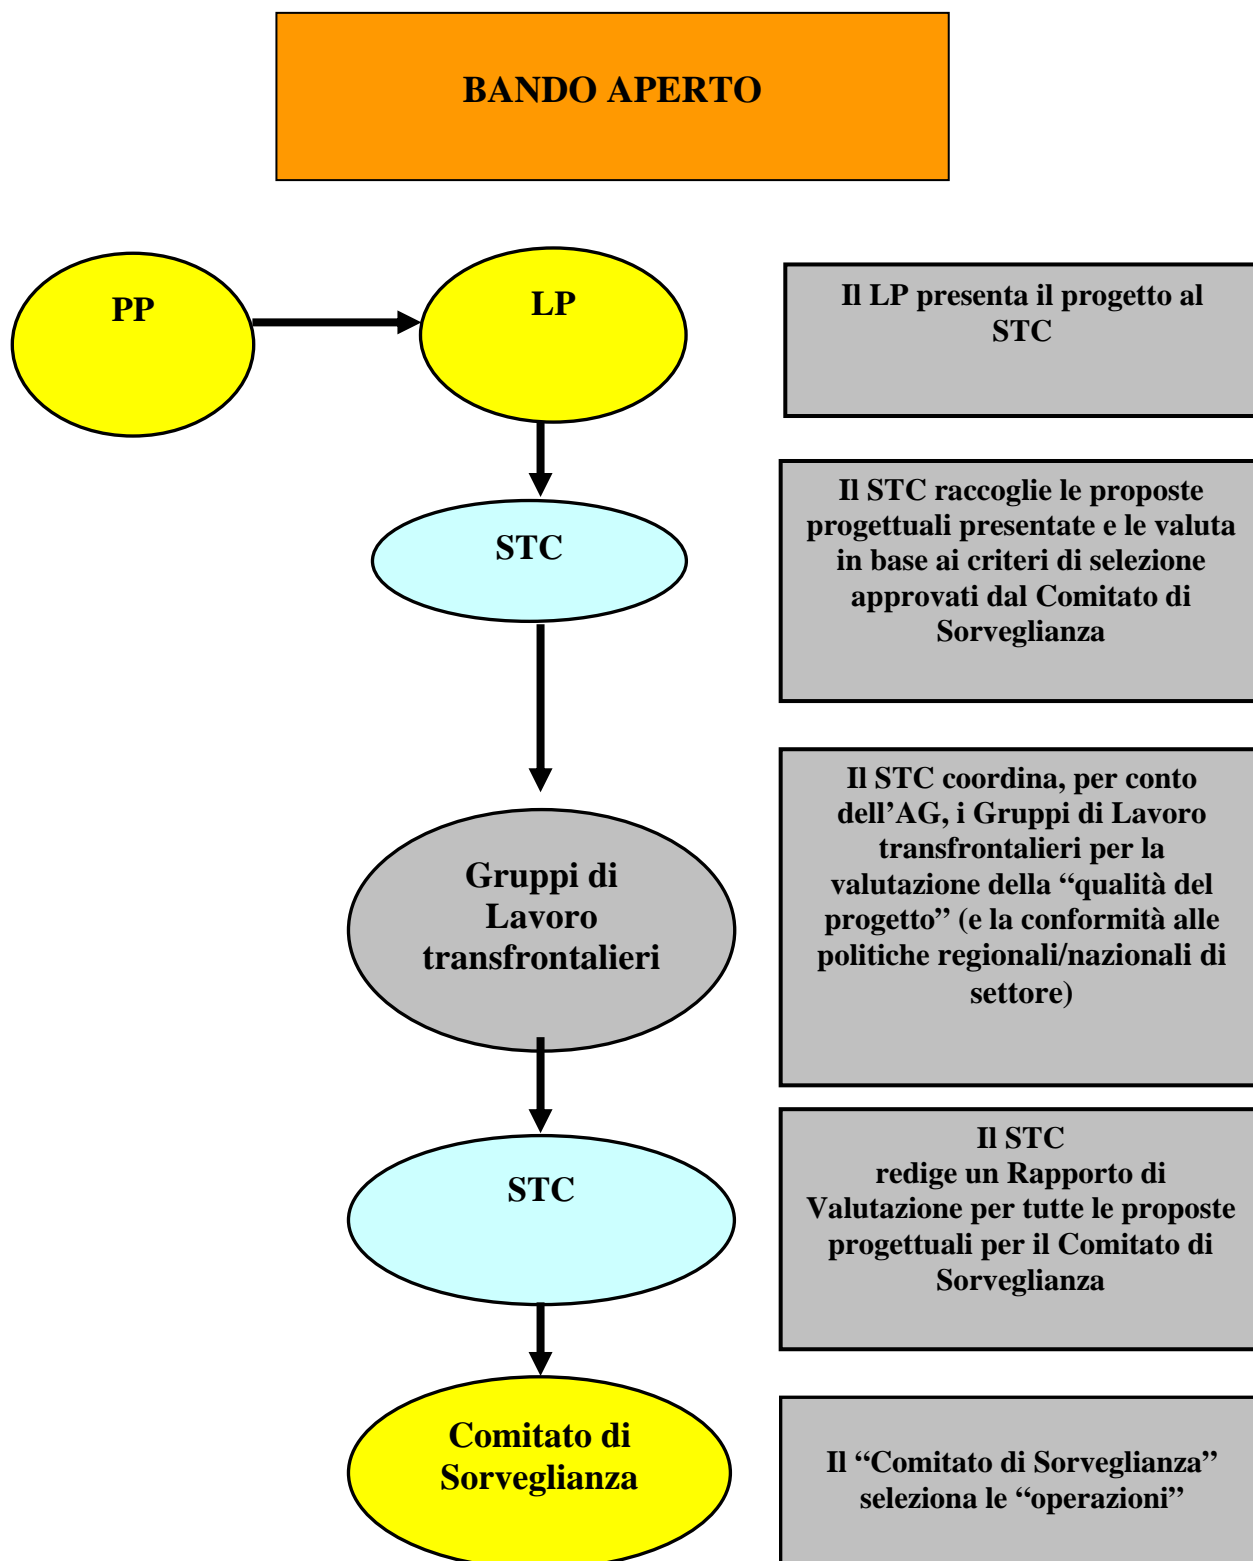 BANDO APERTO
PP
LP
Il LP presenta il progetto al
STC
STC
Il STC raccoglie le proposte
progettuali presentate e le valuta
in base ai criteri di selezione
approvati dal Comitato di
Sorveglianza
Gruppi di
Lavoro
transfrontalieri
Il STC coordina, per conto
dell’AG, i Gruppi di Lavoro
transfrontalieri per la
valutazione della “qualità del
progetto” (e la conformità alle
politiche regionali/nazionali di
settore)
STC
Il STC
redige un Rapporto di
Valutazione per tutte le proposte
progettuali per il Comitato di
Sorveglianza
Comitato di
Sorveglianza
Il “Comitato di Sorveglianza”
seleziona le “operazioni”